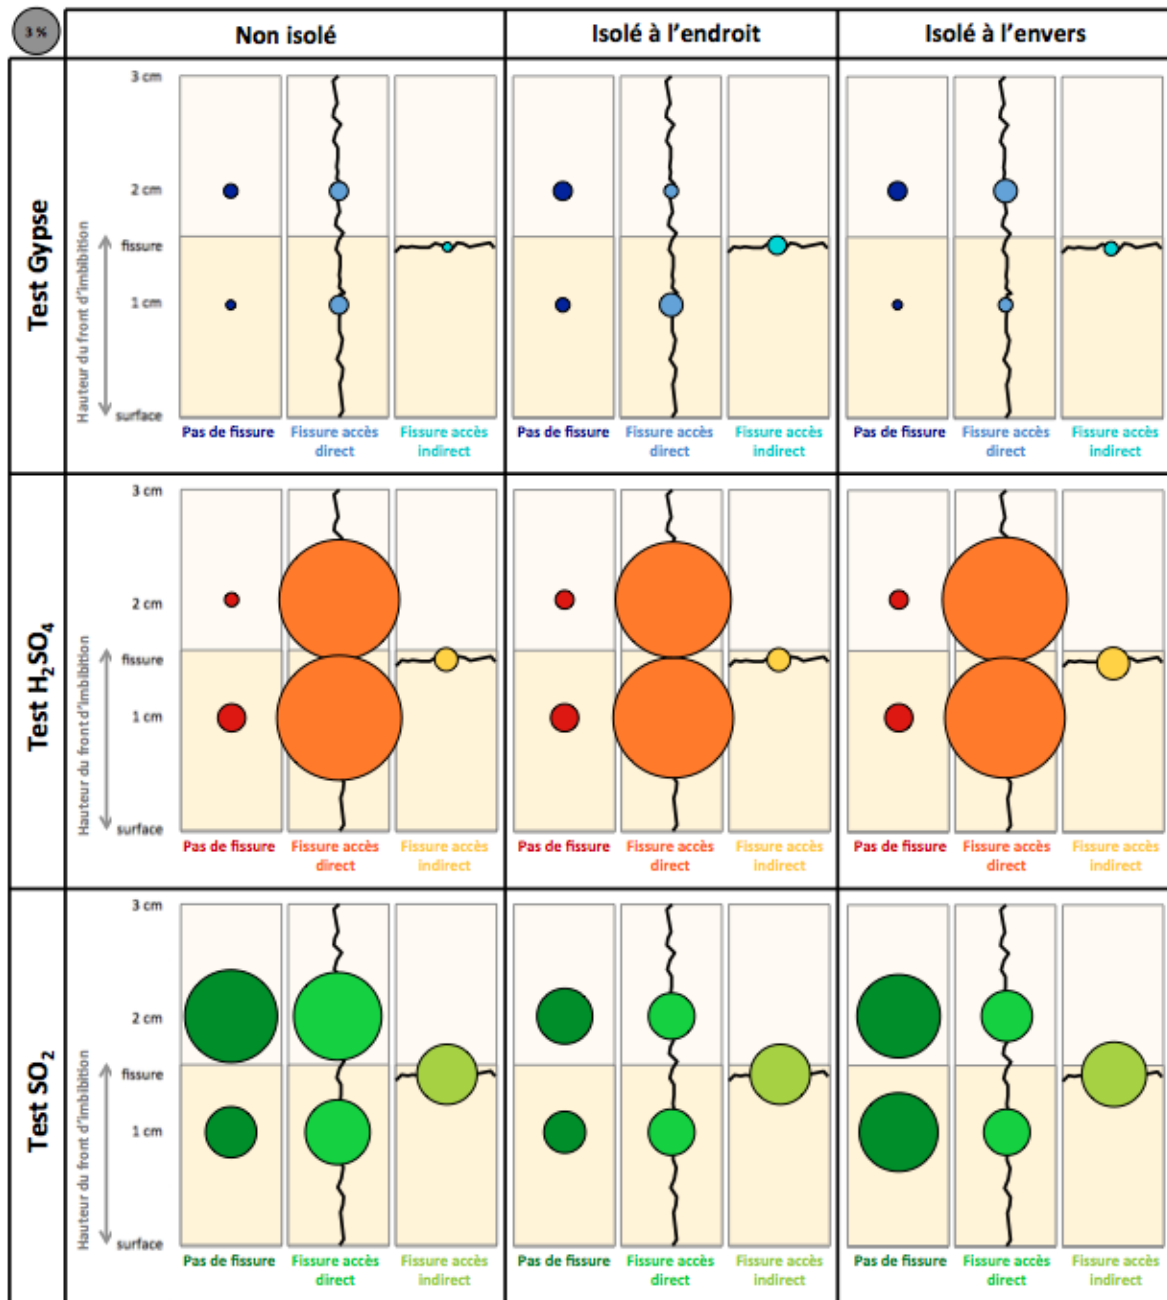 3 %
Non isolé
Isolé à l'endroit
Isolé à l'envers
Test Gypse
Hauteur du front d'imbibition
3 cm
2 cm
fissure
1 cm
surface
Pas de fissure
Fissure accès
direct
Fissure accès
indirect
Pas de fissure
Fissure accès
direct
Fissure accès
indirect
Pas de fissure
Fissure accès
direct
Fissure accès
indirect
Test H₂SO₄
Hauteur du front d'imbibition
3 cm
2 cm
fissure
1 cm
surface
Pas de fissure
Fissure accès
direct
Fissure accès
indirect
Pas de fissure
Fissure accès
direct
Fissure accès
indirect
Pas de fissure
Fissure accès
direct
Fissure accès
indirect
Test SO₂
Hauteur du front d'imbibition
3 cm
2 cm
fissure
1 cm
surface
Pas de fissure
Fissure accès
direct
Fissure accès
indirect
Pas de fissure
Fissure accès
direct
Fissure accès
indirect
Pas de fissure
Fissure accès
direct
Fissure accès
indirect